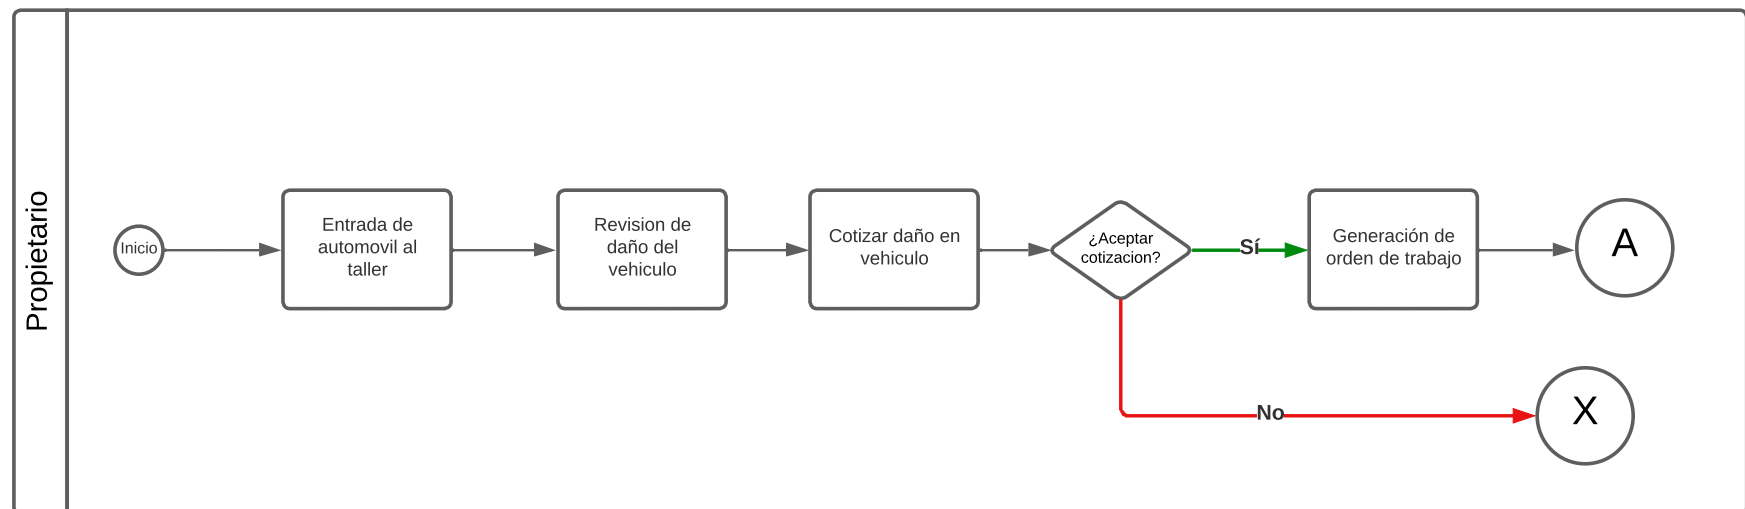 Propietario
Inicio
Entrada de
automovil al
taller
Revision de
daño del
vehiculo
Cotizar daño en
vehiculo
¿Aceptar
cotizacion?
Sí
Generación de
orden de trabajo
A
No
X